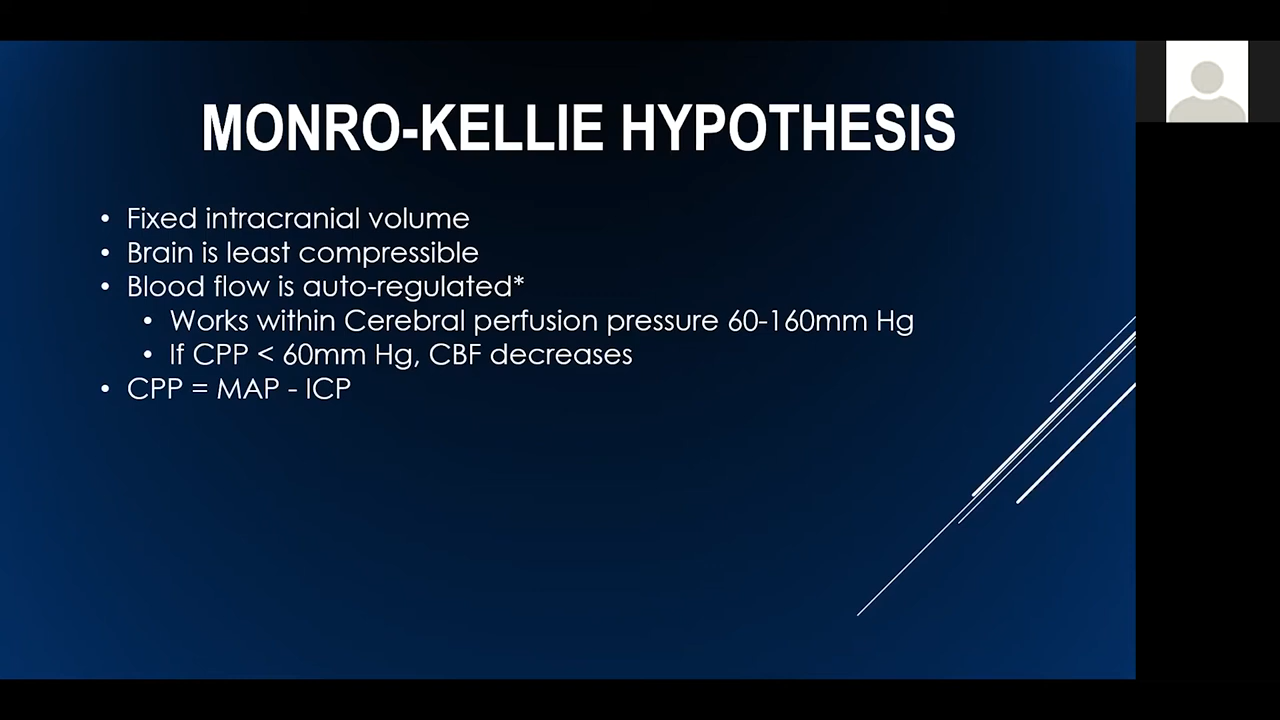 MONRO-KELLIE HYPOTHESIS
• Fixed intracranial volume
• Brain is least compressible
• Blood flow is auto-regulated*
• Works within Cerebral perfusion pressure 60-160mm Hg
• If CPP < 60mm Hg, CBF decreases
• CPP = MAP - ICP